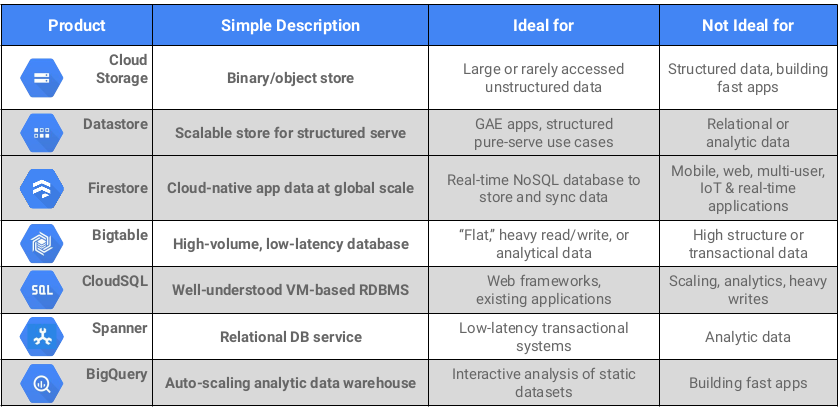 Product Simple Description Ideal for Not Ideal for
Cloud
Storage
Binary/object store
Large or rarely accessed
unstructured data
Structured data, building
fast apps
Datastore
Scalable store for structured serve
GAE apps, structured
pure-serve use cases
Relational or
analytic data
Firestore
Cloud-native app data at global scale
Real-time NoSQL database to
store and sync data
Mobile, web, multi-user,
IoT & real-time
applications
Bigtable
High-volume, low-latency database
“Flat,” heavy read/write, or
analytical data
High structure or
transactional data
SQL
CloudSQL
Well-understood VM-based RDBMS
Web frameworks,
existing applications
Scaling, analytics, heavy
writes
Spanner
Relational DB service
Low-latency transactional
systems
Analytic data
BigQuery
Auto-scaling analytic data warehouse
Interactive analysis of static
datasets
Building fast apps